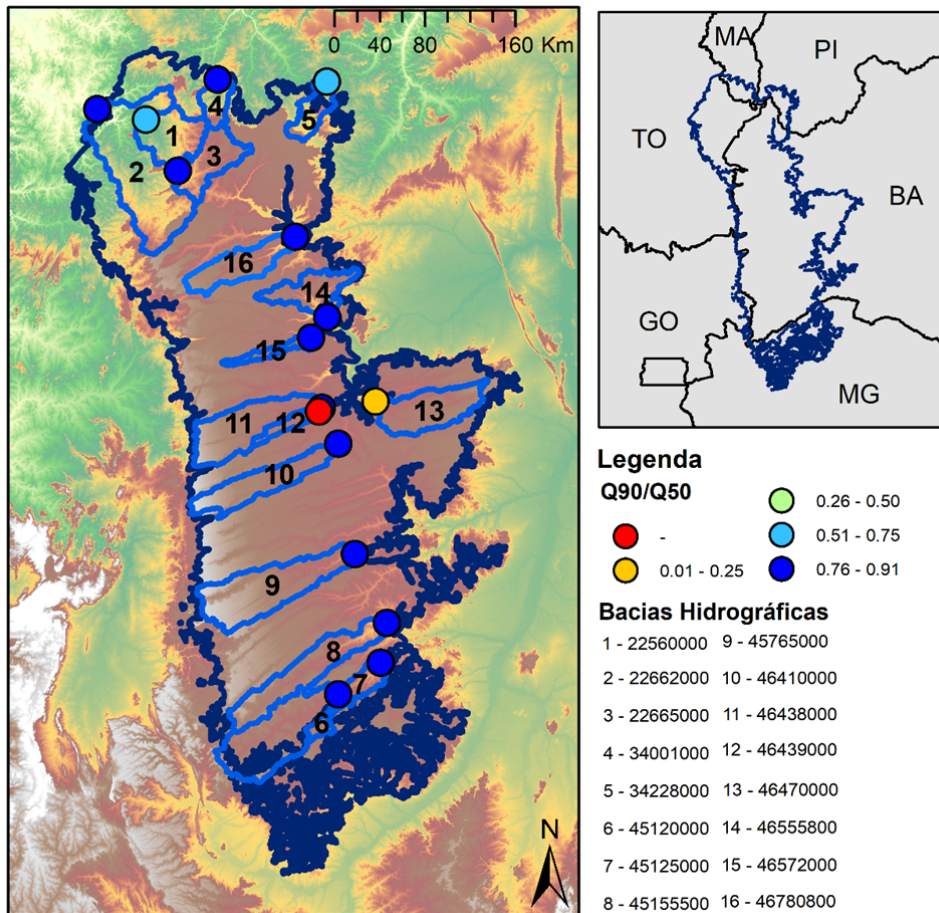 0 40 80 160 Km
4
1
5
3
2
16
14
15
11
12
13
10
9
8
7
6
N
MA
PI
TO
BA
GO
MG
Legenda
Q90/Q50
-
0.01 - 0.25
0.26 - 0.50
0.51 - 0.75
0.76 - 0.91
Bacias Hidrográficas
1 - 22560000 9 - 45765000
2 - 22662000 10 - 46410000
3 - 22665000 11 - 46438000
4 - 34001000 12 - 46439000
5 - 34228000 13 - 46470000
6 - 45120000 14 - 46555800
7 - 45125000 15 - 46572000
8 - 45155500 16 - 46780800